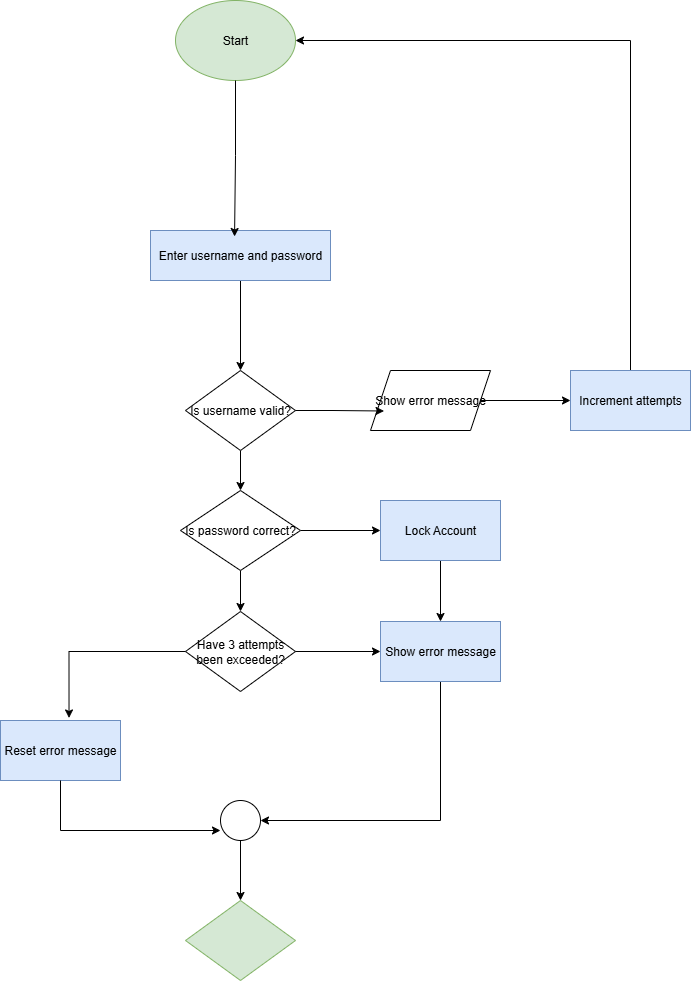 Start
Enter username and password
Is username valid?
Show error message
Increment attempts
Is password correct?
Lock Account
Have 3 attempts
been exceeded?
Show error message
Reset error message